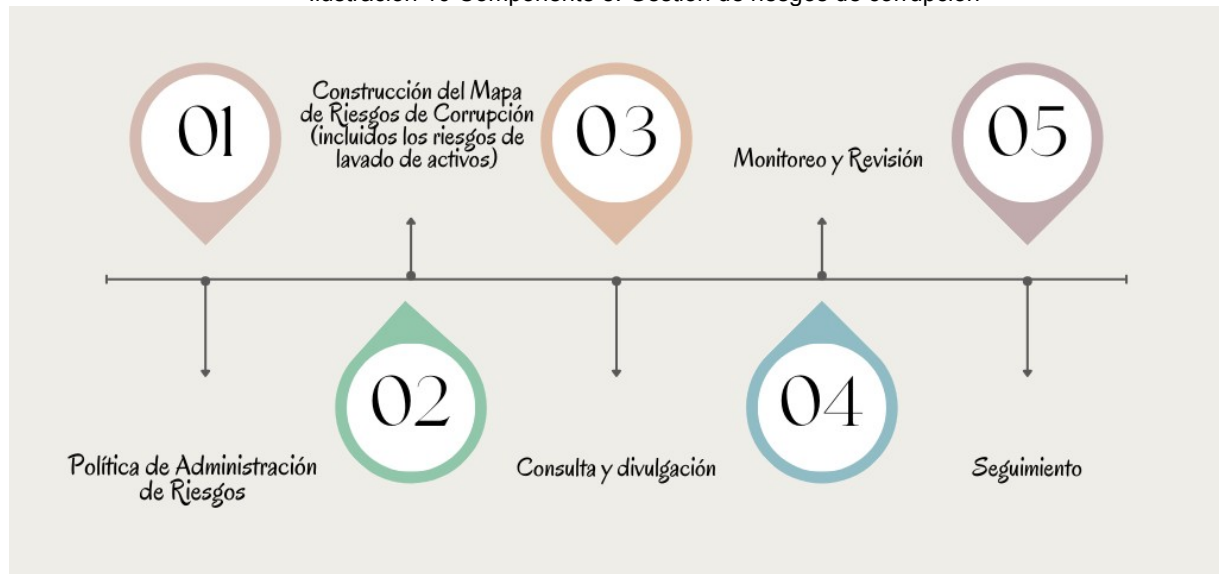 Ilustración 10 Componente 3: Gestión de riesgos de corrupción
01
Construcción del Mapa
de Riesgos de Corrupción
(incluidos los riesgos de
lavado de activos)
03
Monitoreo y Revisión
05
Política de Administración
de Riesgos
02
Consulta y divulgación
04
Seguimiento